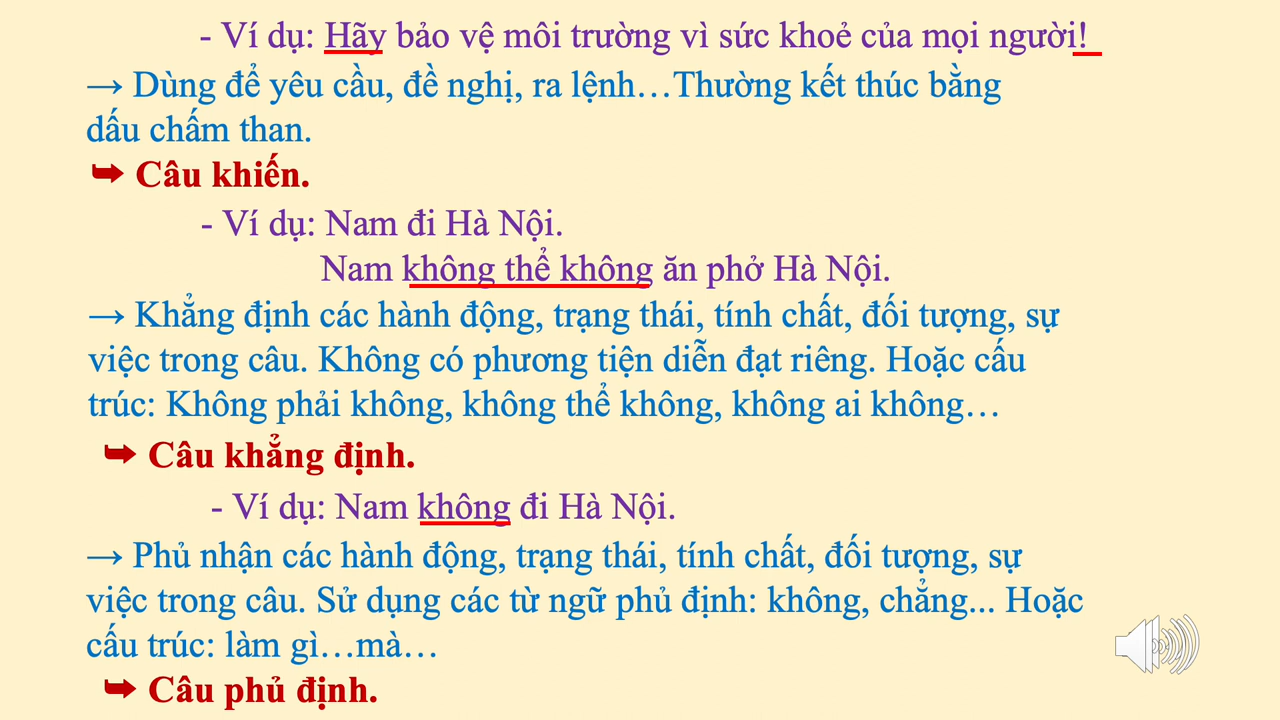 - Ví dụ: Hãy bảo vệ môi trường vì sức khoẻ của mọi người!
→ Dùng để yêu cầu, đề nghị, ra lệnh…Thường kết thúc bằng
dấu chấm than.
➥ Câu khiến.
- Ví dụ: Nam đi Hà Nội.
Nam không thể không ăn phở Hà Nội.
→ Khẳng định các hành động, trạng thái, tính chất, đối tượng, sự
việc trong câu. Không có phương tiện diễn đạt riêng. Hoặc cấu
trúc: Không phải không, không thể không, không ai không…
➥ Câu khẳng định.
- Ví dụ: Nam không đi Hà Nội.
→ Phủ nhận các hành động, trạng thái, tính chất, đối tượng, sự
việc trong câu. Sử dụng các từ ngữ phủ định: không, chẳng... Hoặc
cấu trúc: làm gì…mà…
➥ Câu phủ định.